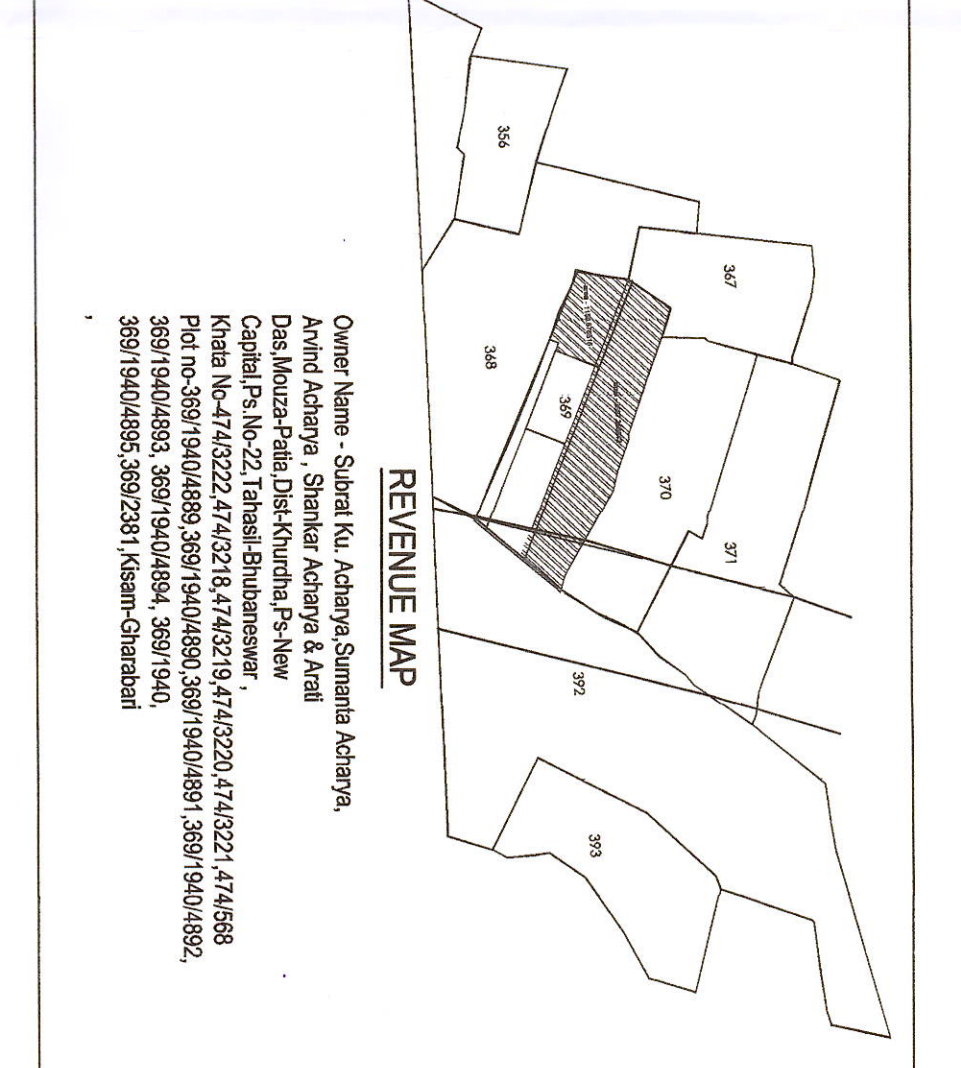 356
367
368
369
370
371
392
393
REVENUE MAP
Owner Name - Subrat Ku. Acharya,Sumanta Acharya,
Arvind Acharya , Shankar Acharya & Arati
Das,Mouza-Patia,Dist-Khurdha,Ps-New
Capital,Ps.No-22,Tahasil-Bhubaneswar ,
Khata No-474/3222,474/3218,474/3219,474/3220,474/3221,474/568
Plot no-369/1940/4889,369/1940/4890,369/1940/4891,369/1940/4892,
369/1940/4893, 369/1940/4894, 369/1940,
369/1940/4895,369/2381,Kisam-Gharabari
,